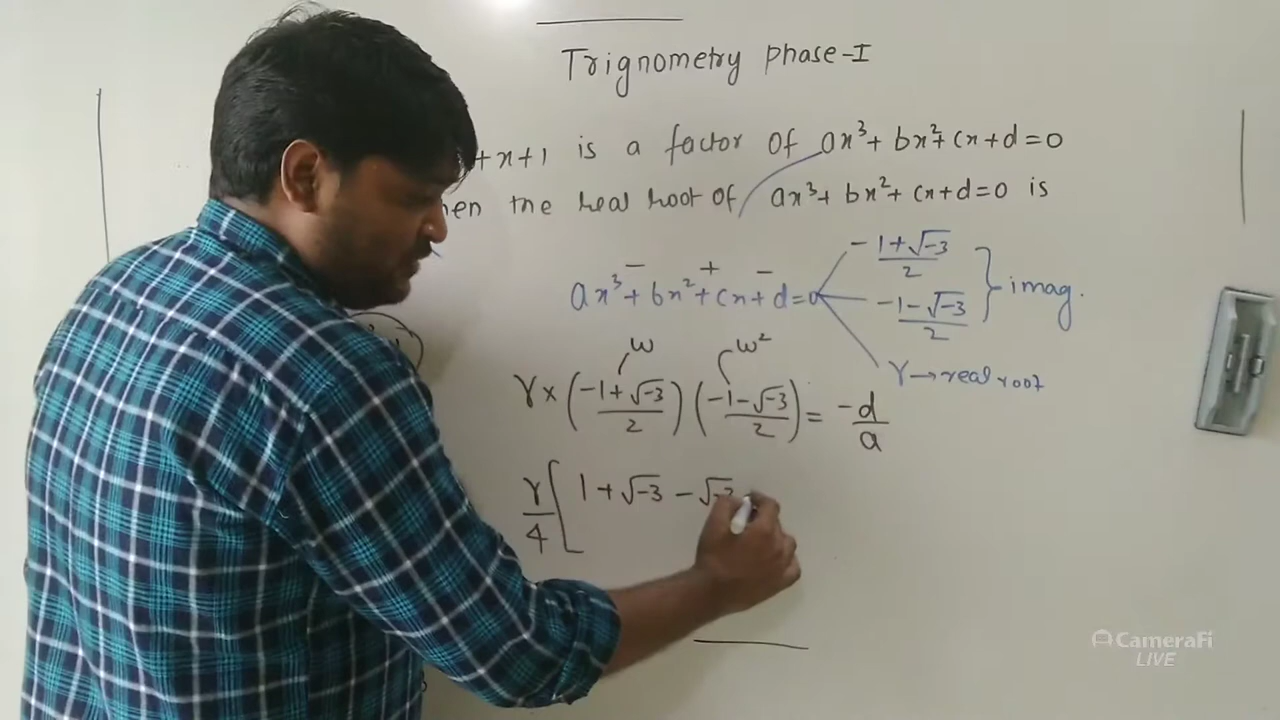 Trignometry phase-I
+x+1 is a factor of ax³+bx²+cx+d=0
the real root of ax³+bx²+cx+d=0 is
− + −
ax³+bx²+cx+d=0
-1+√-3
2
-1-√-3
2
imag.
γ→real root
ω ω²
γ×(-1+√-3/2)(-1-√-3/2)=-d/a
γ/4[1+√-3-√-3
CameraFi
LIVE